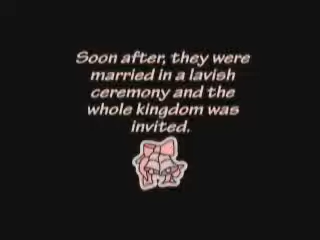 Soon after, they were
married in a lavish
ceremony and the
whole kingdom was
invited.